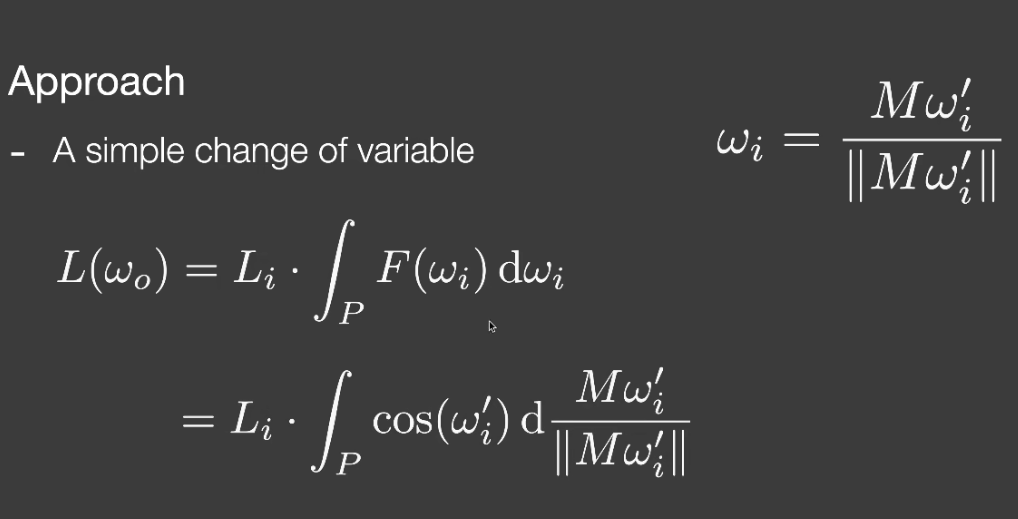 Approach
- A simple change of variable
$\omega_i = \frac{M\omega_i'}{\|M\omega_i'\|}$
$L(\omega_o) = L_i \cdot \int_P F(\omega_i) \, \mathrm{d}\omega_i$
$= L_i \cdot \int_P \cos(\omega_i') \, \mathrm{d}\frac{M\omega_i'}{\|M\omega_i'\|}$